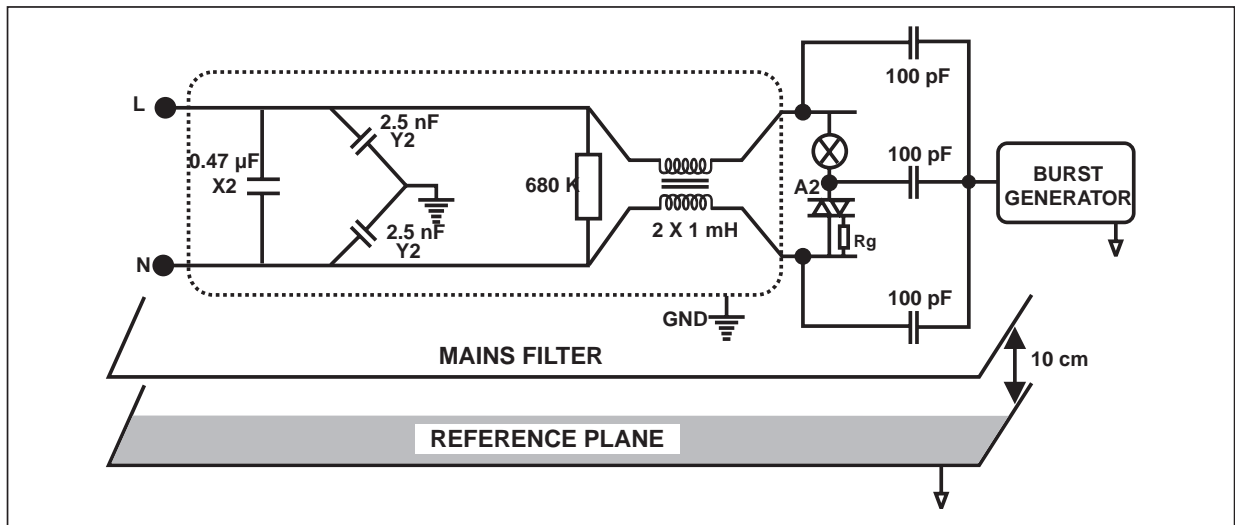 100 pF
L
2.5 nF
Y2
0.47 µF
X2
680 K
100 pF
A2
BURST
GENERATOR
2.5 nF
Y2
2 X 1 mH
Rg
N
100 pF
GND
MAINS FILTER
10 cm
REFERENCE PLANE